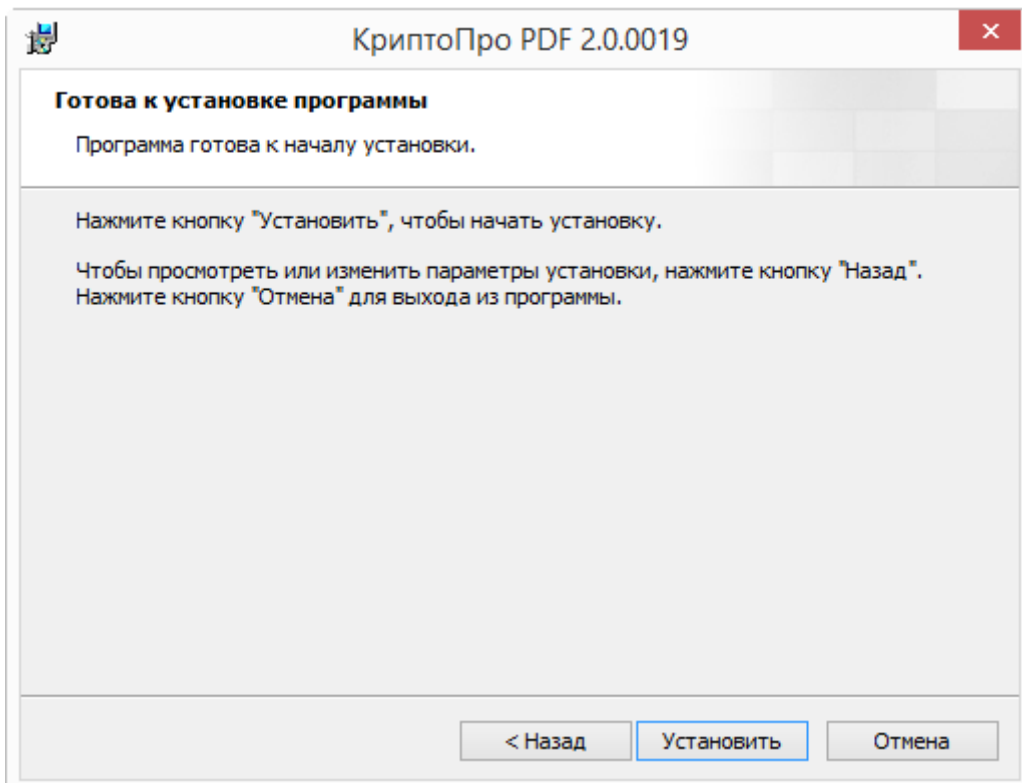 КриптоПро PDF 2.0.0019
Готова к установке программы
Программа готова к началу установки.
Нажмите кнопку "Установить", чтобы начать установку.
Чтобы просмотреть или изменить параметры установки, нажмите кнопку "Назад".
Нажмите кнопку "Отмена" для выхода из программы.
< Назад Установить Отмена